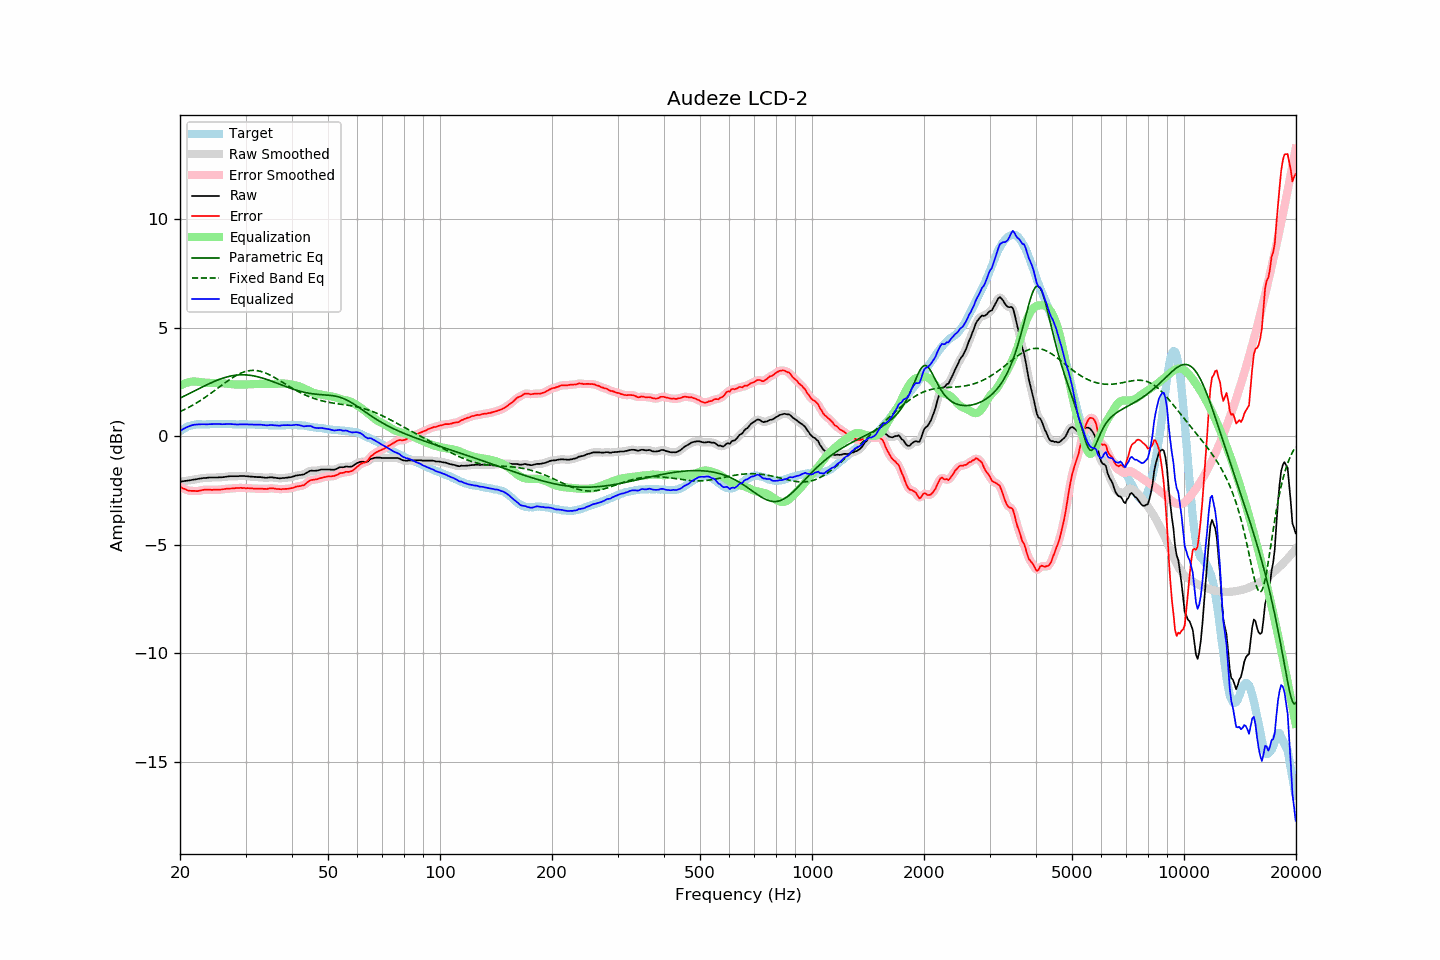 Audeze LCD-2
Target
Raw Smoothed
Error Smoothed
Raw
Error
Equalization
Parametric Eq
Fixed Band Eq
Equalized
Amplitude (dBr)
10
5
0
−5
−10
−15
20
50
100
200
500
1000
2000
5000
10000
20000
Frequency (Hz)